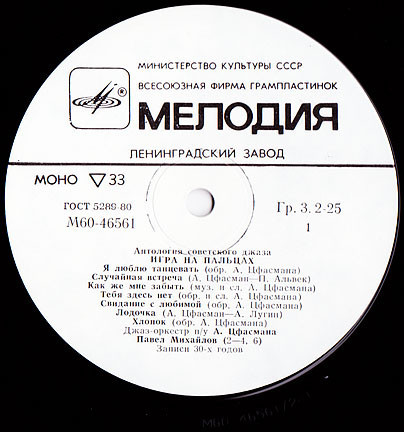 МИНИСТЕРСТВО КУЛЬТУРЫ СССР
ВСЕСОЮЗНАЯ ФИРМА ГРАМПЛАСТИНОК
® МЕЛОДИЯ
ЛЕНИНГРАДСКИЙ ЗАВОД
МОНО ▽33
ГОСТ 5289-80
М60-46561
Гр. 3. 2-25
1
Антология советского джаза
ИГРА НА ПАЛЬЦАХ
Я люблю танцевать (обр. А. Цфасмана)
Случайная встреча (А. Цфасман—П. Альвек)
Как же мне забыть (муз. и сл. А. Цфасмана)
Тебя здесь нет (обр. и сл. А. Цфасмана)
Свидание с любимой (обр. А. Цфасмана)
Лодочка (А. Цфасман—А. Лугин)
Хлопок (обр. А. Цфасмана)
Джаз-оркестр п/у А. Цфасмана
Павел Михайлов (2—4, 6)
Записи 30-х годов